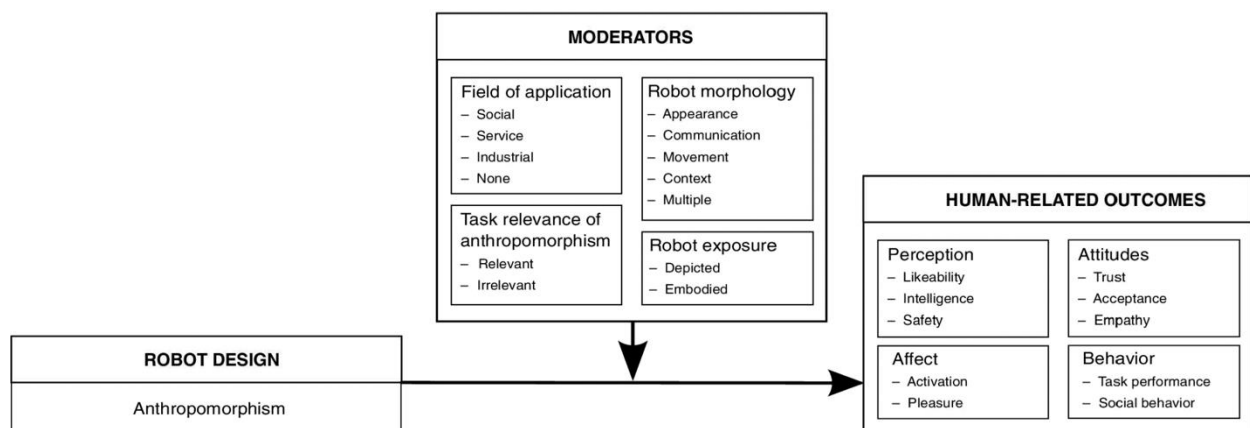 MODERATORS
Field of application
– Social
– Service
– Industrial
– None
Task relevance of
anthropomorphism
– Relevant
– Irrelevant
Robot morphology
– Appearance
– Communication
– Movement
– Context
– Multiple
Robot exposure
– Depicted
– Embodied
ROBOT DESIGN
Anthropomorphism
HUMAN-RELATED OUTCOMES
Perception
– Likeability
– Intelligence
– Safety
Attitudes
– Trust
– Acceptance
– Empathy
Affect
– Activation
– Pleasure
Behavior
– Task performance
– Social behavior